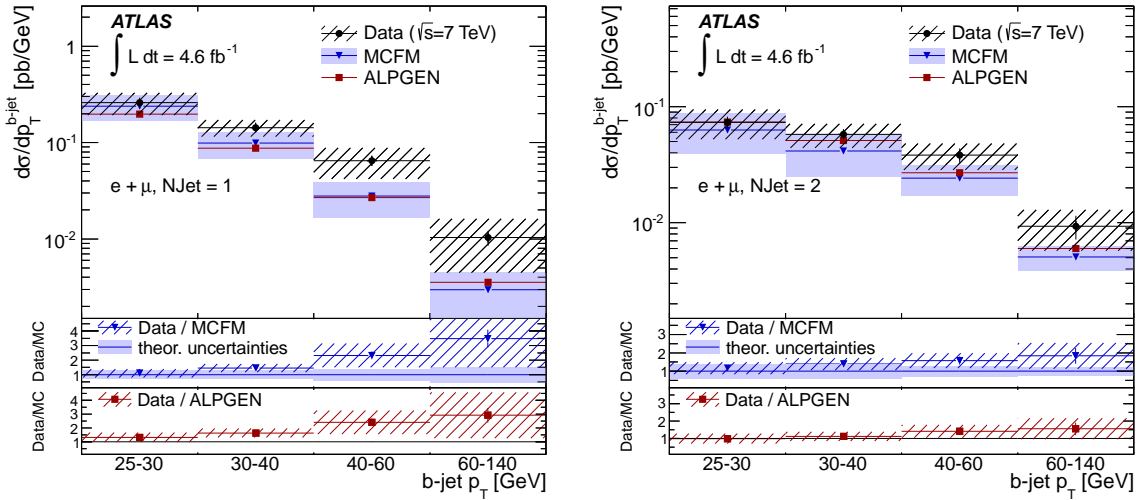 ATLAS
∫ L dt = 4.6 fb⁻¹
Data (√s=7 TeV)
MCFM
ALPGEN
e + μ, NJet = 1
dσ/dp_T^{b-jet} [pb/GeV]
1
10⁻¹
10⁻²
Data / MCFM
theor. uncertainties
Data/MC
4
3
2
1
Data / ALPGEN
Data/MC
4
3
2
1
25-30 30-40 40-60 60-140
b-jet p_T [GeV]
ATLAS
∫ L dt = 4.6 fb⁻¹
Data (√s=7 TeV)
MCFM
ALPGEN
e + μ, NJet = 2
dσ/dp_T^{b-jet} [pb/GeV]
10⁻¹
10⁻²
Data / MCFM
theor. uncertainties
Data/MC
3
2
1
Data / ALPGEN
Data/MC
3
2
1
25-30 30-40 40-60 60-140
b-jet p_T [GeV]